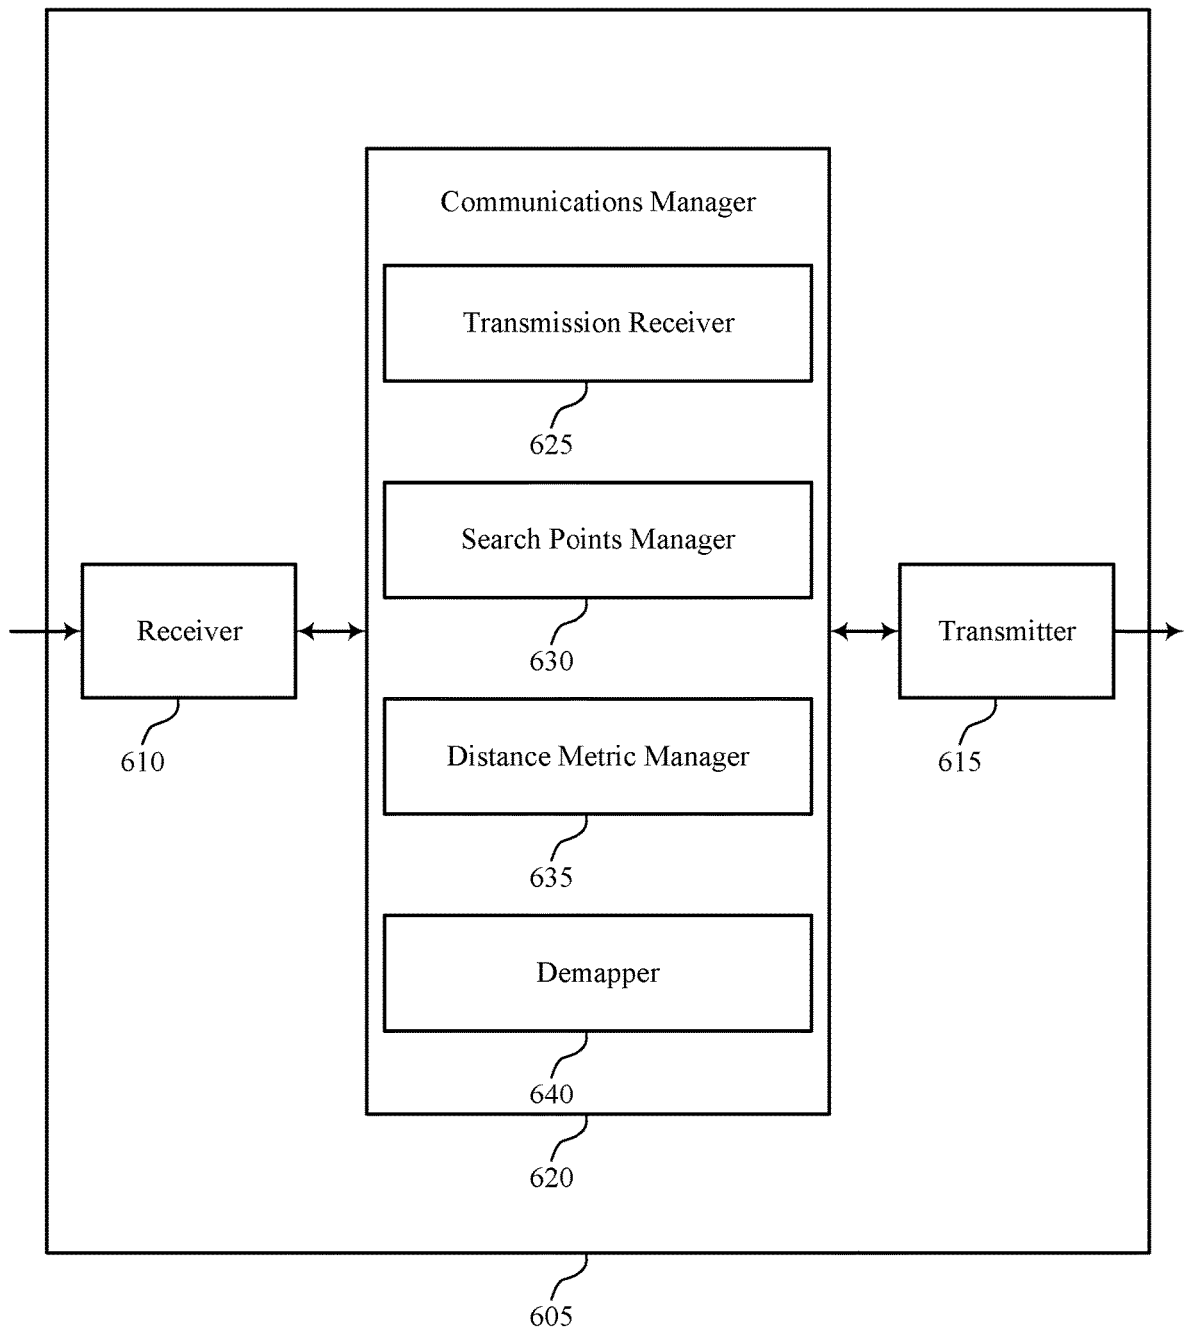 Communications Manager
Transmission Receiver
625
Search Points Manager
630
Receiver
610
Transmitter
615
Distance Metric Manager
635
Demapper
640
620
605